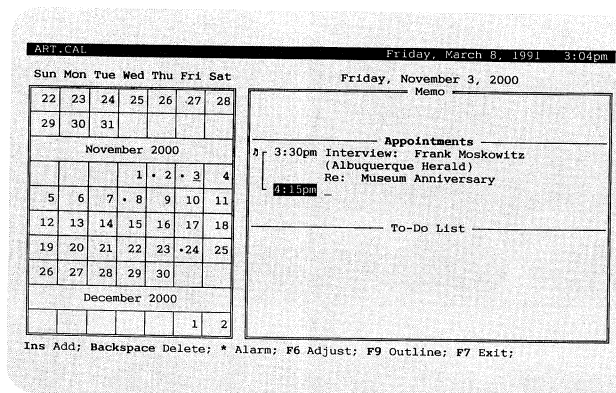 ART.CAL Friday, March 8, 1991 3:04pm
Sun Mon Tue Wed Thu Fri Sat
22 23 24 25 26 ·27 28
29 30 31
November 2000
1 · 2 · 3 4
5 6 7 · 8 9 10 11
12 13 14 15 16 17 18
19 20 21 22 23 ·24 25
26 27 28 29 30
December 2000
1 2
Friday, November 3, 2000
Memo
Appointments
♫ 3:30pm Interview: Frank Moskowitz
(Albuquerque Herald)
Re: Museum Anniversary
4:15pm _
To-Do List
Ins Add; Backspace Delete; * Alarm; F6 Adjust; F9 Outline; F7 Exit;